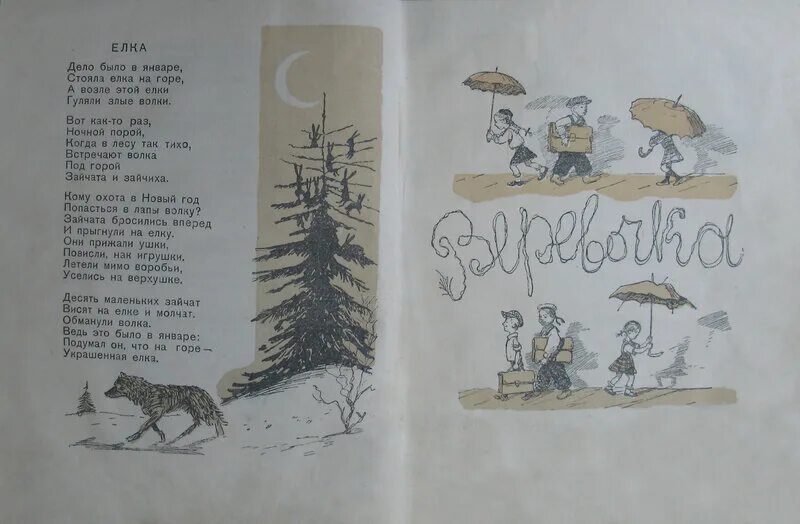 ЕЛКА
Дело было в январе,
Стояла елка на горе,
А возле этой елки
Гуляли злые волки.
Вот как-то раз,
Ночной порой,
Когда в лесу так тихо,
Встречают волка
Под горой
Зайчата и зайчиха.
Кому охота в Новый год
Попасться в лапы волку?
Зайчата бросились вперед
И прыгнули на елку.
Они прижали ушки,
Повисли, как игрушки.
Летели мимо воробьи,
Уселись на верхушке.
Десять маленьких зайчат
Висят на елке и молчат.
Обманули волка.
Ведь это было в январе:
Подумал он, что на горе —
Украшенная елка.
Веревочка